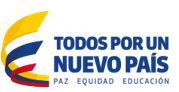 TODOS POR UN
NUEVO PAÍS
PAZ EQUIDAD EDUCACIÓN